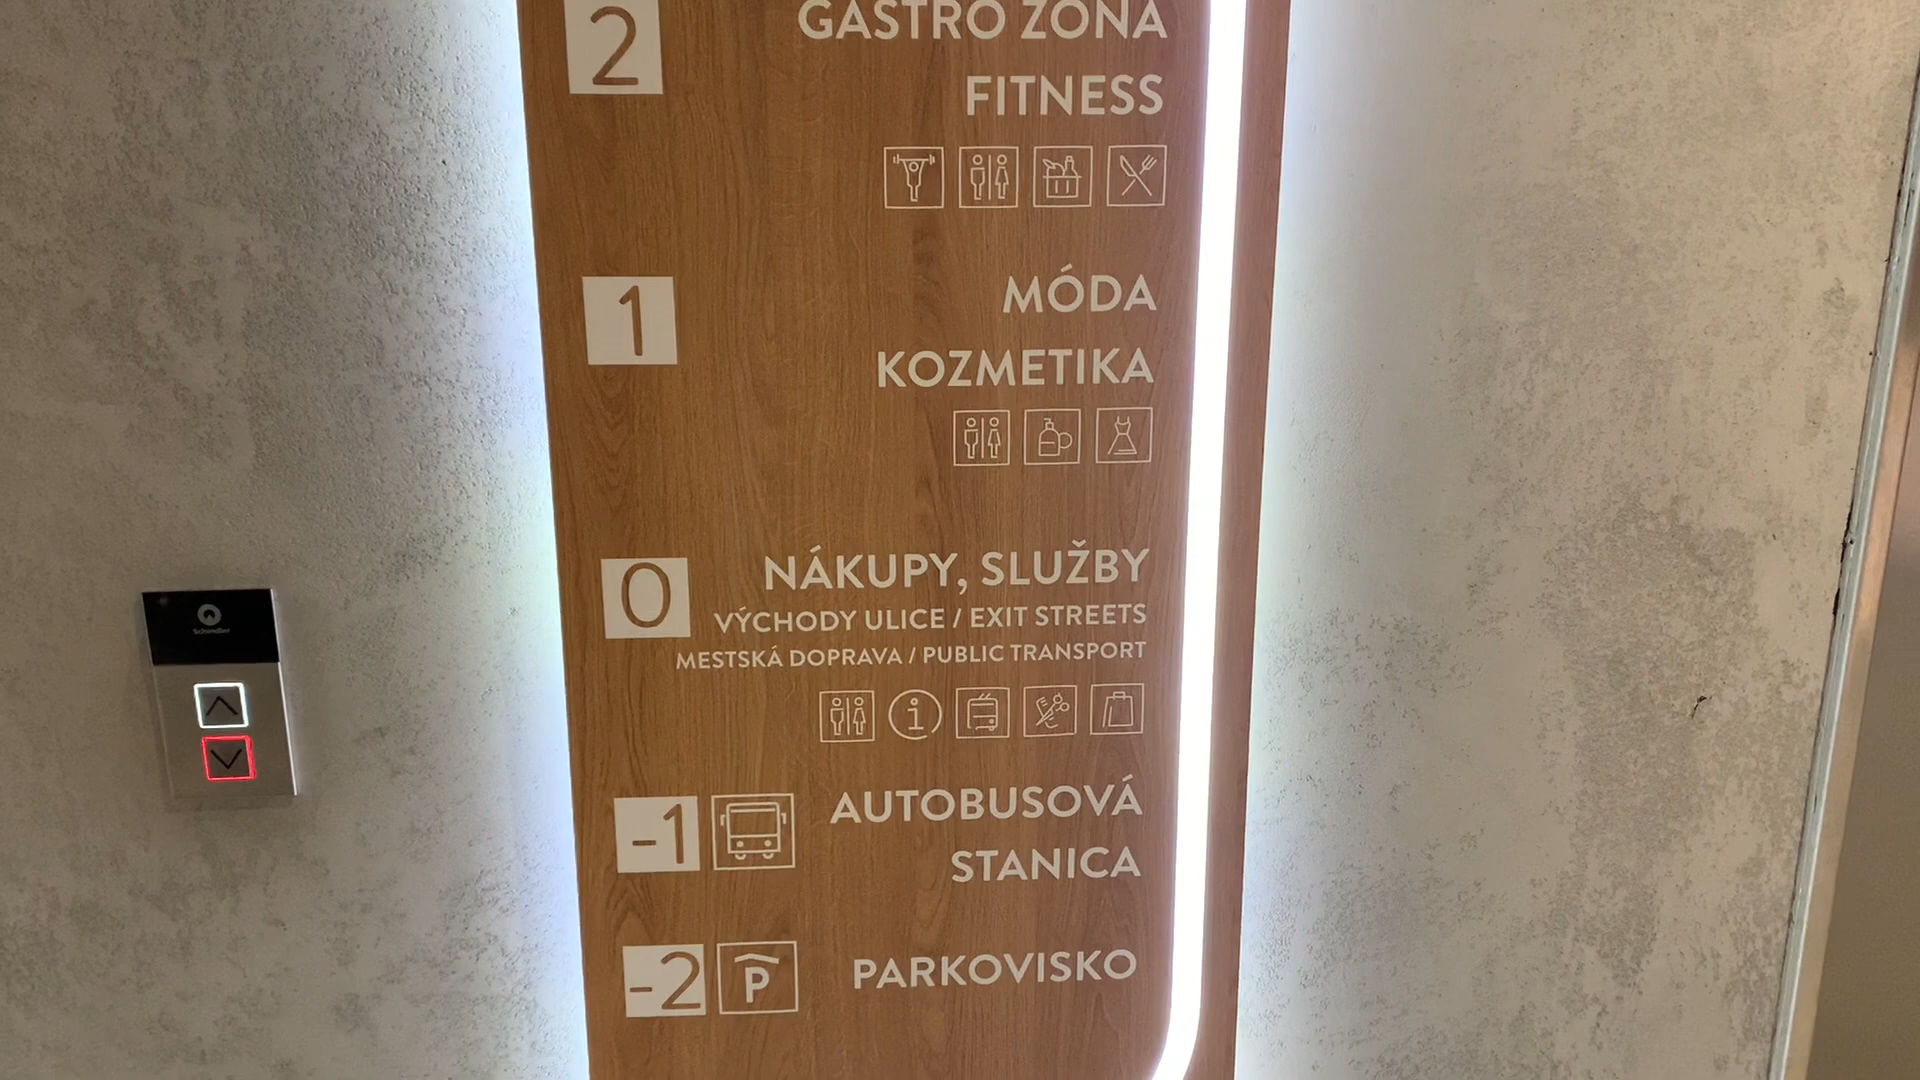 2
GASTRO ZÓNA
FITNESS
1
MÓDA
KOZMETIKA
0
NÁKUPY, SLUŽBY
VÝCHODY ULICE / EXIT STREETS
MESTSKÁ DOPRAVA / PUBLIC TRANSPORT
i
Schindler
-1
AUTOBUSOVÁ
STANICA
-2
P
PARKOVISKO